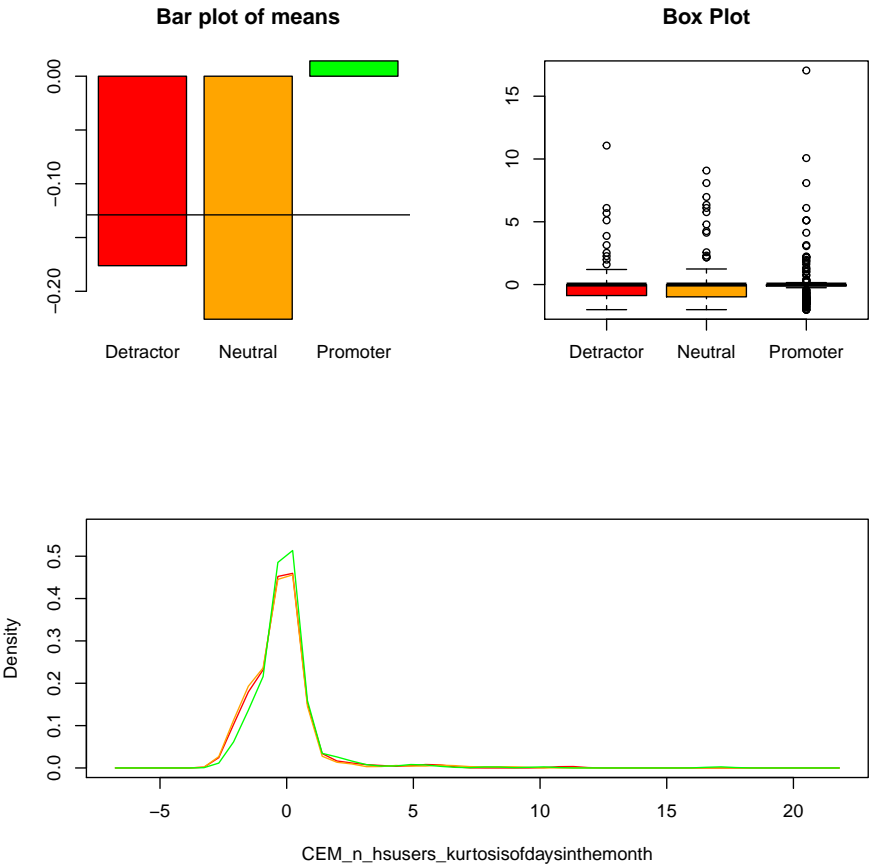 Bar plot of means
0.00
−0.10
−0.20
Detractor Neutral Promoter
Box Plot
15
10
5
0
Detractor Neutral Promoter
Density
0.5
0.4
0.3
0.2
0.1
0.0
−5 0 5 10 15 20
CEM_n_hsusers_kurtosisofdaysinthemonth